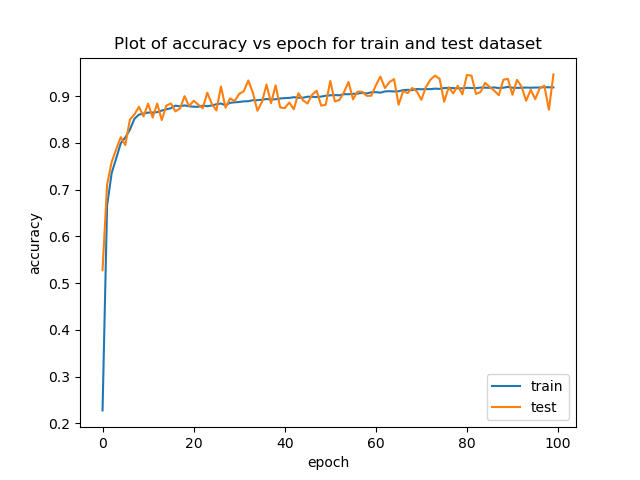 Plot of accuracy vs epoch for train and test dataset
0.9
0.8
0.7
0.6
0.5
0.4
0.3
0.2
accuracy
train
test
0 20 40 60 80 100
epoch